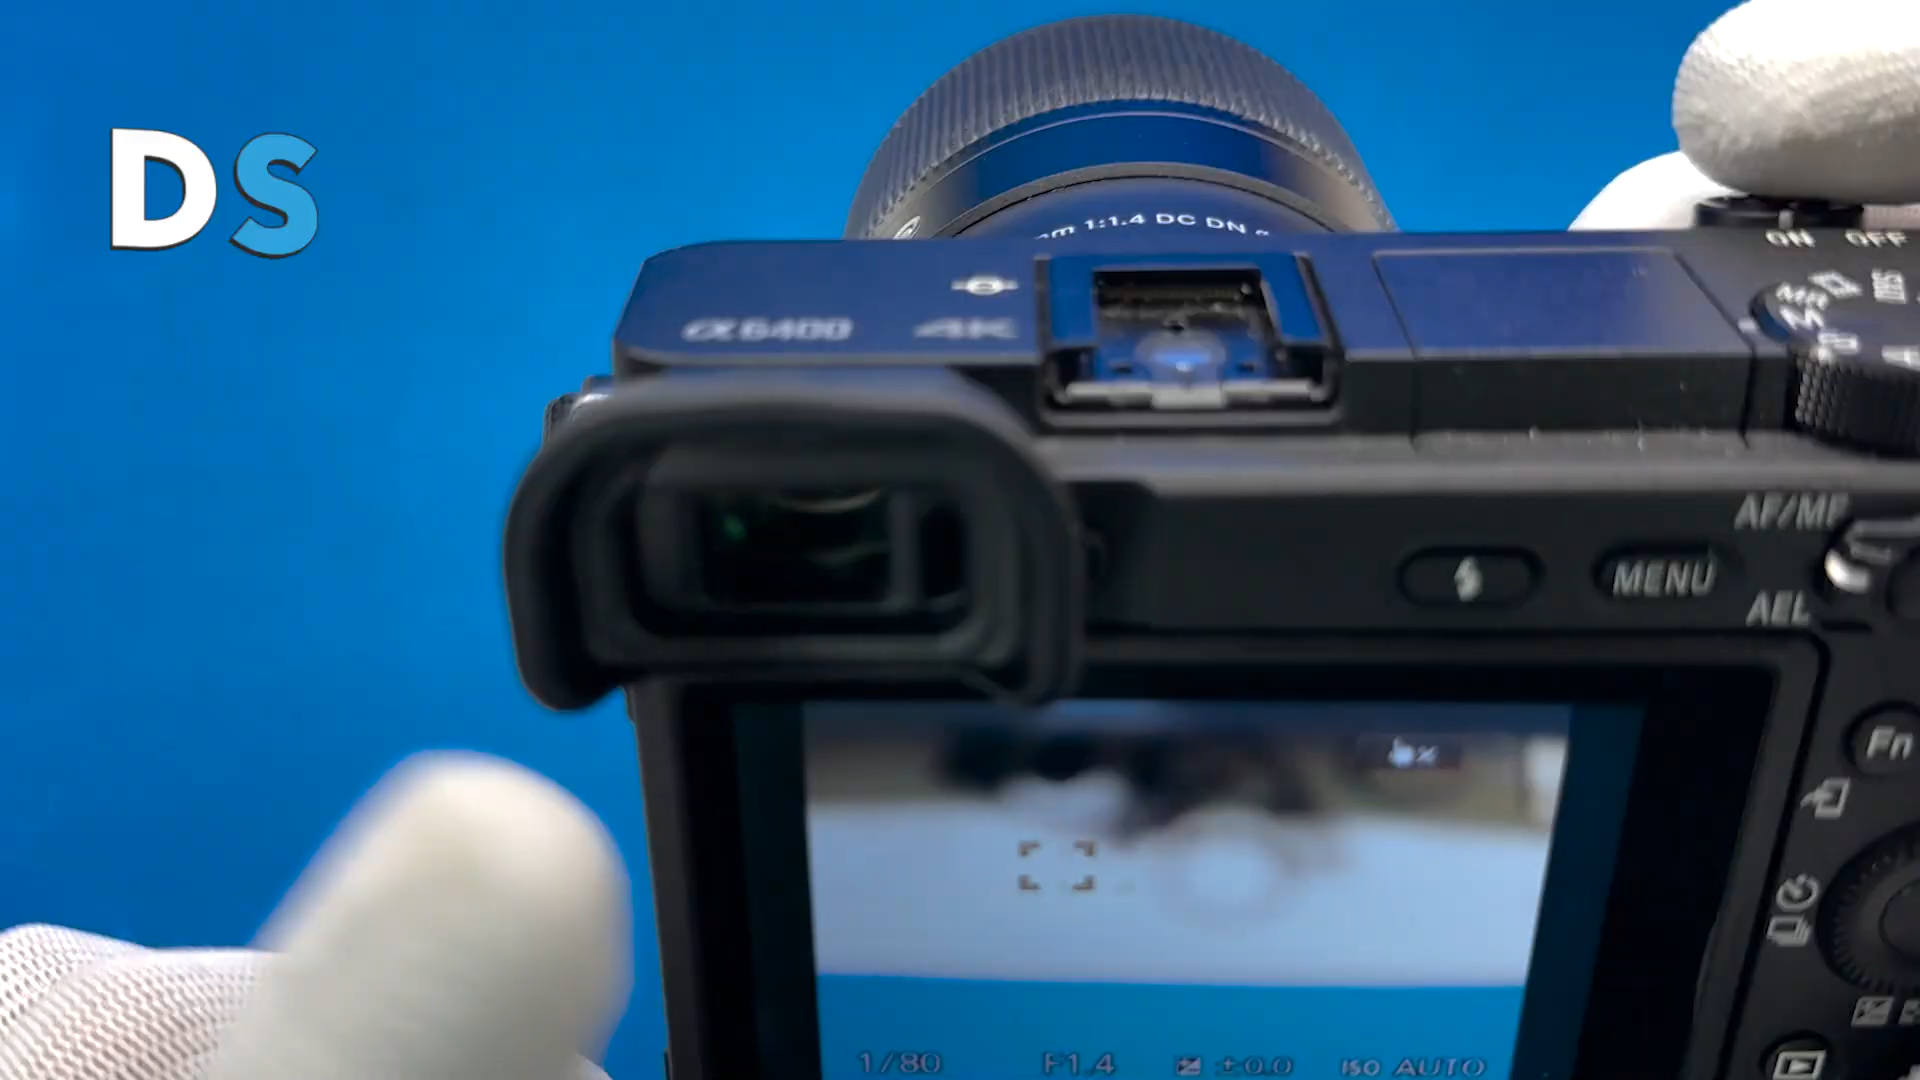 DS
1:1.4 DC DN
ON OFF
α6400 4K
AF/MF
MENU
AEL
Fn
1/80 F1.4 ±0.0 ISO AUTO